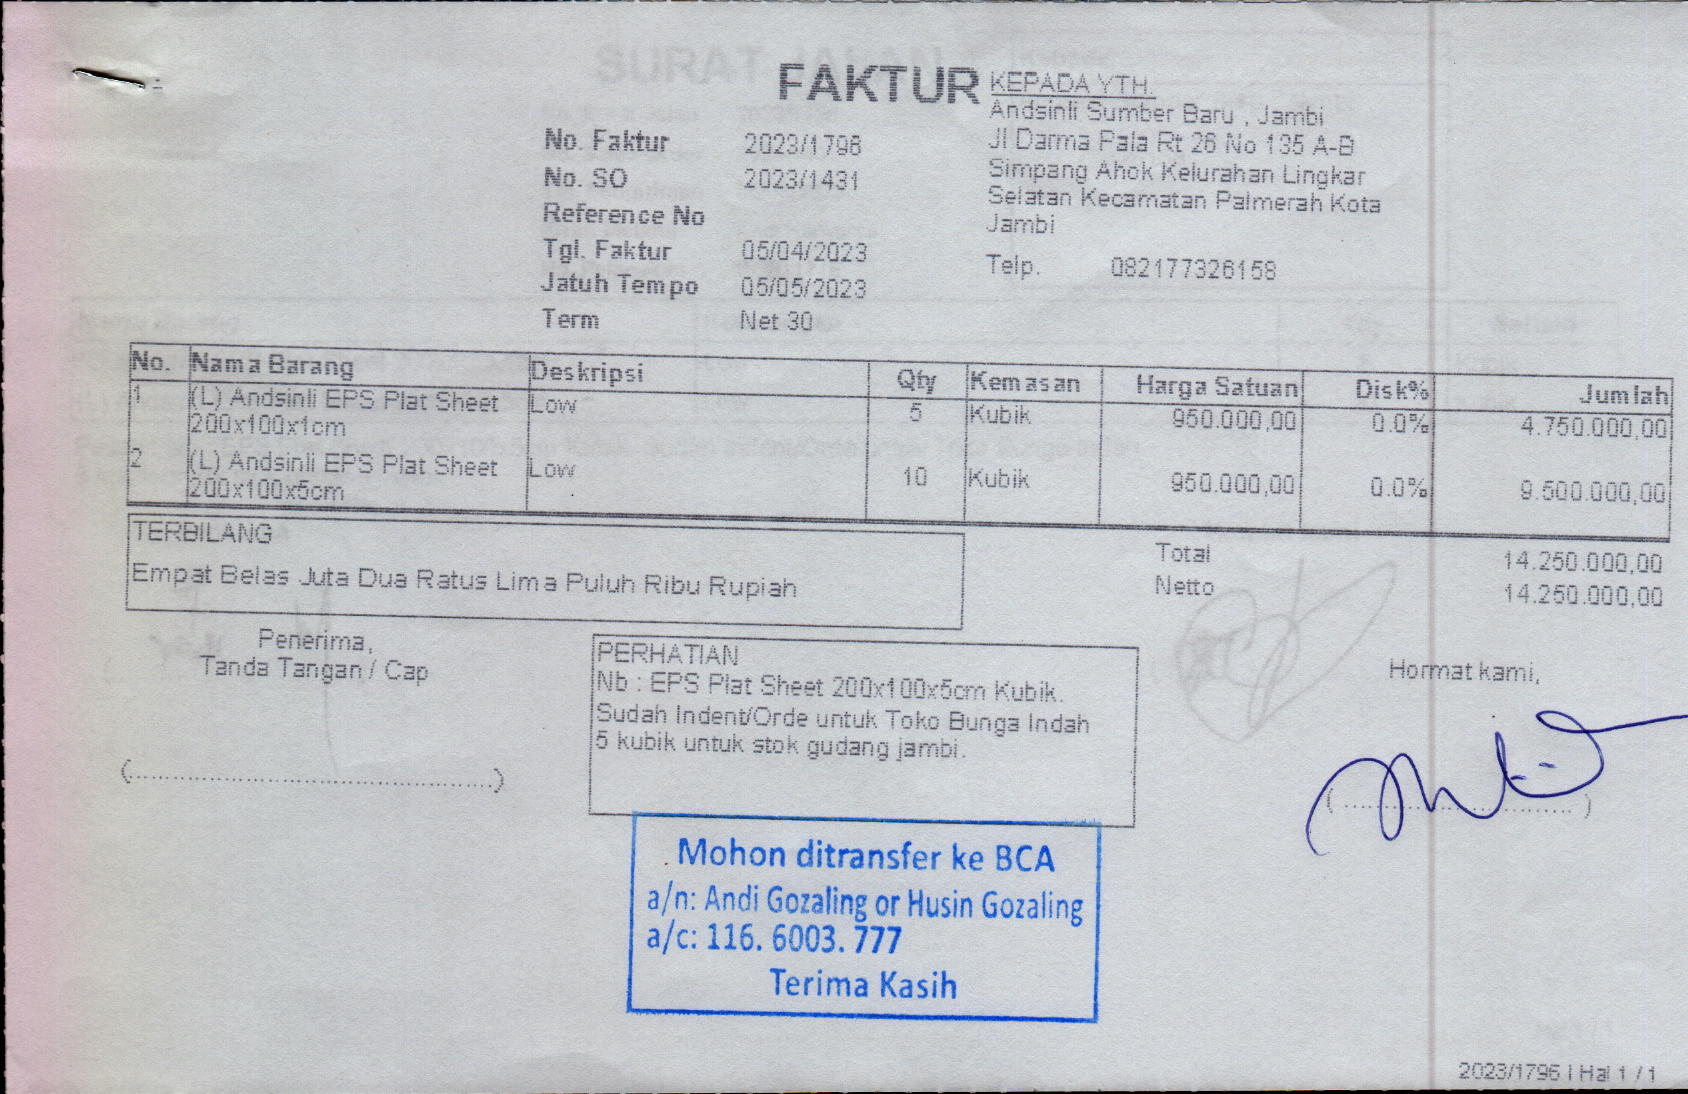 FAKTUR
No. Faktur 2023/1796
No. SO 2023/1431
Reference No
Tgl. Faktur 05/04/2023
Jatuh Tempo 05/05/2023
Term Net 30
KEPADA YTH.
Andsinli Sumber Baru , Jambi
Jl Darma Pala Rt 26 No 135 A-B
Simpang Ahok Kelurahan Lingkar
Selatan Kecamatan Palmerah Kota
Jambi
Telp. 082177326158
No. Nama Barang Deskripsi Qty Kemasan Harga Satuan Disk% Jumlah
1 (L) Andsinli EPS Plat Sheet Low 5 Kubik 950.000,00 0.0% 4.750.000,00
200x100x1cm
2 (L) Andsinli EPS Plat Sheet Low 10 Kubik 950.000,00 0.0% 9.500.000,00
200x100x5cm
TERBILANG
Empat Belas Juta Dua Ratus Lima Puluh Ribu Rupiah
Total 14.250.000,00
Netto 14.250.000,00
Penerima,
Tanda Tangan / Cap
PERHATIAN
Nb : EPS Plat Sheet 200x100x5cm Kubik.
Sudah Indent/Orde untuk Toko Bunga Indah
5 kubik untuk stok gudang jambi.
Hormat kami,
Mohon ditransfer ke BCA
a/n: Andi Gozaling or Husin Gozaling
a/c: 116. 6003. 777
Terima Kasih
2023/1796 | Hal 1 / 1